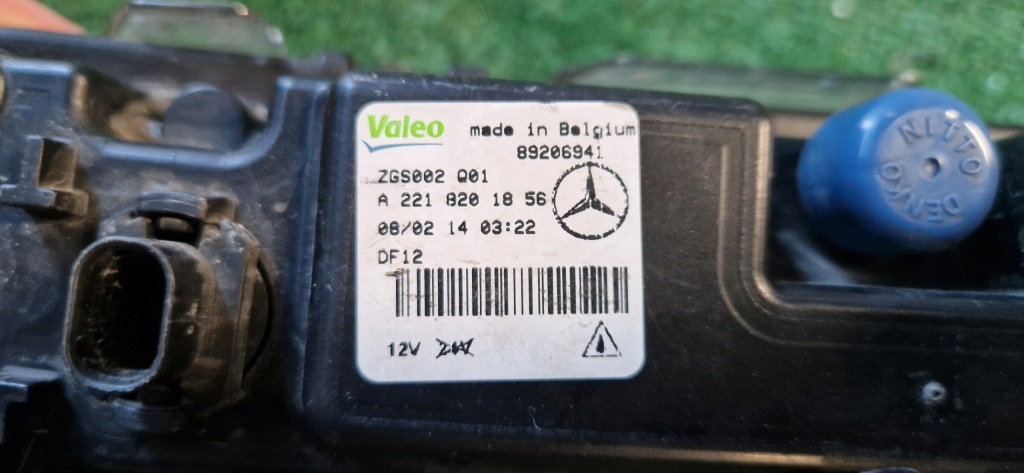 Valeo made in Belgium
89206941
ZGS002 Q01
A 221 820 18 56
08/02 14 03:22
DF12
12V
NITTO
DENKO